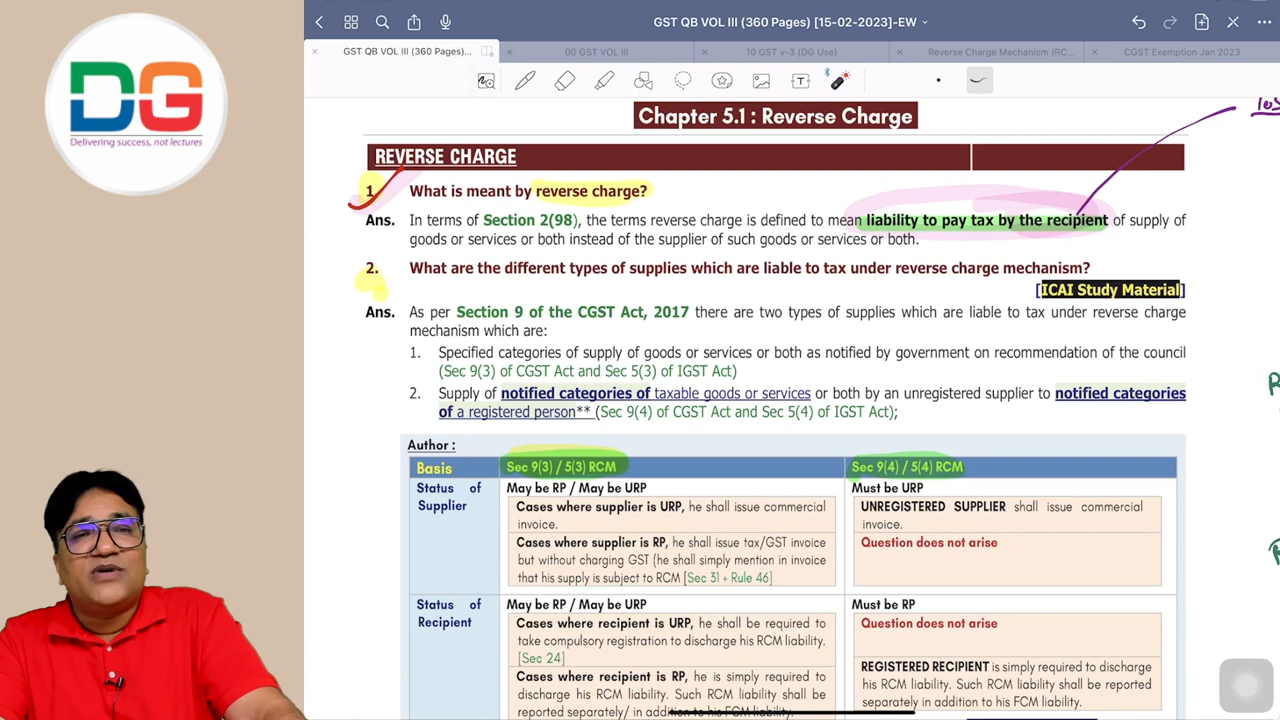 GST QB VOL III (360 Pages) [15-02-2023]-EW
GST QB VOL III (360 Pages)...
00 GST VOL III
10 GST v-3 (DG Use)
Reverse Charge Mechanism (RC...
CGST Exemption Jan 2023
DG
Delivering success, not lectures
Chapter 5.1 : Reverse Charge
REVERSE CHARGE
1. What is meant by reverse charge?
Ans. In terms of Section 2(98), the terms reverse charge is defined to mean liability to pay tax by the recipient of supply of
goods or services or both instead of the supplier of such goods or services or both.
2. What are the different types of supplies which are liable to tax under reverse charge mechanism?
[ICAI Study Material]
Ans. As per Section 9 of the CGST Act, 2017 there are two types of supplies which are liable to tax under reverse charge
mechanism which are:
1. Specified categories of supply of goods or services or both as notified by government on recommendation of the council
(Sec 9(3) of CGST Act and Sec 5(3) of IGST Act)
2. Supply of notified categories of taxable goods or services or both by an unregistered supplier to notified categories
of a registered person** (Sec 9(4) of CGST Act and Sec 5(4) of IGST Act);
Author :
Basis Sec 9(3) / 5(3) RCM Sec 9(4) / 5(4) RCM
Status of Supplier
May be RP / May be URP
Cases where supplier is URP, he shall issue commercial
invoice.
Cases where supplier is RP, he shall issue tax/GST invoice
but without charging GST (he shall simply mention in invoice
that his supply is subject to RCM [Sec 31 + Rule 46]
Must be URP
UNREGISTERED SUPPLIER shall issue commercial
invoice.
Question does not arise
Status of Recipient
May be RP / May be URP
Cases where recipient is URP, he shall be required to
take compulsory registration to discharge his RCM liability.
[Sec 24]
Cases where recipient is RP, he is simply required to
discharge his RCM liability. Such RCM liability shall be
reported separately/ in addition to his FCM liability.
Must be RP
Question does not arise
REGISTERED RECIPIENT is simply required to discharge
his RCM liability. Such RCM liability shall be reported
separately in addition to his FCM liability.